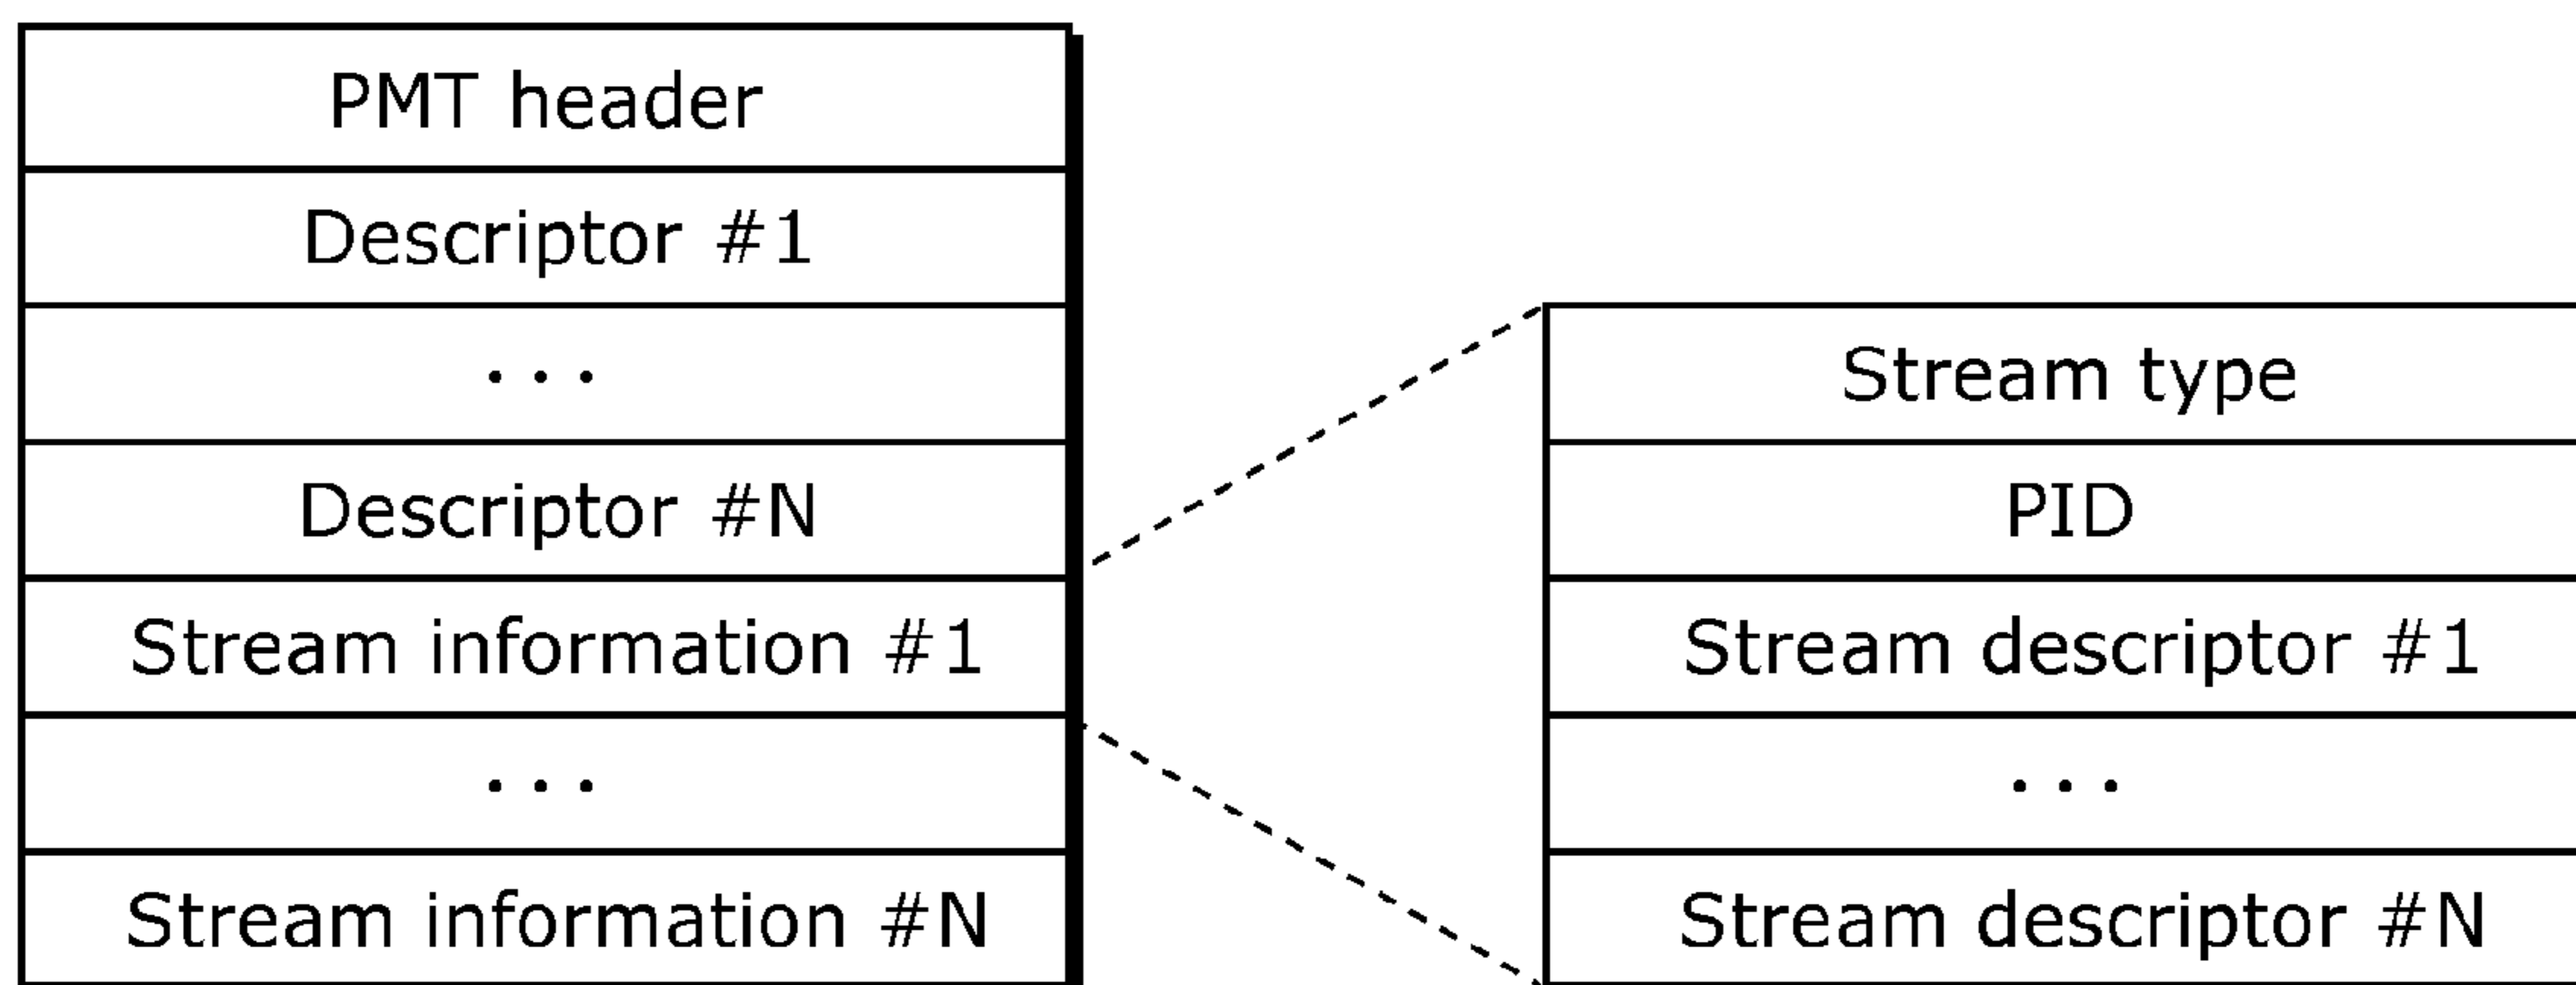 PMT header
Descriptor #1
. . .
Descriptor #N
Stream information #1
. . .
Stream information #N
Stream type
PID
Stream descriptor #1
. . .
Stream descriptor #N